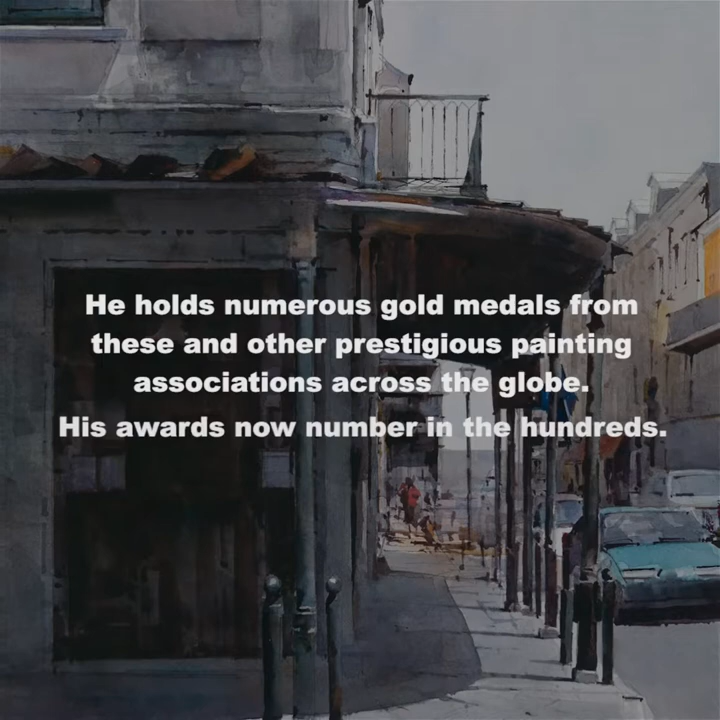 He holds numerous gold medals from
these and other prestigious painting
associations across the globe.
His awards now number in the hundreds.